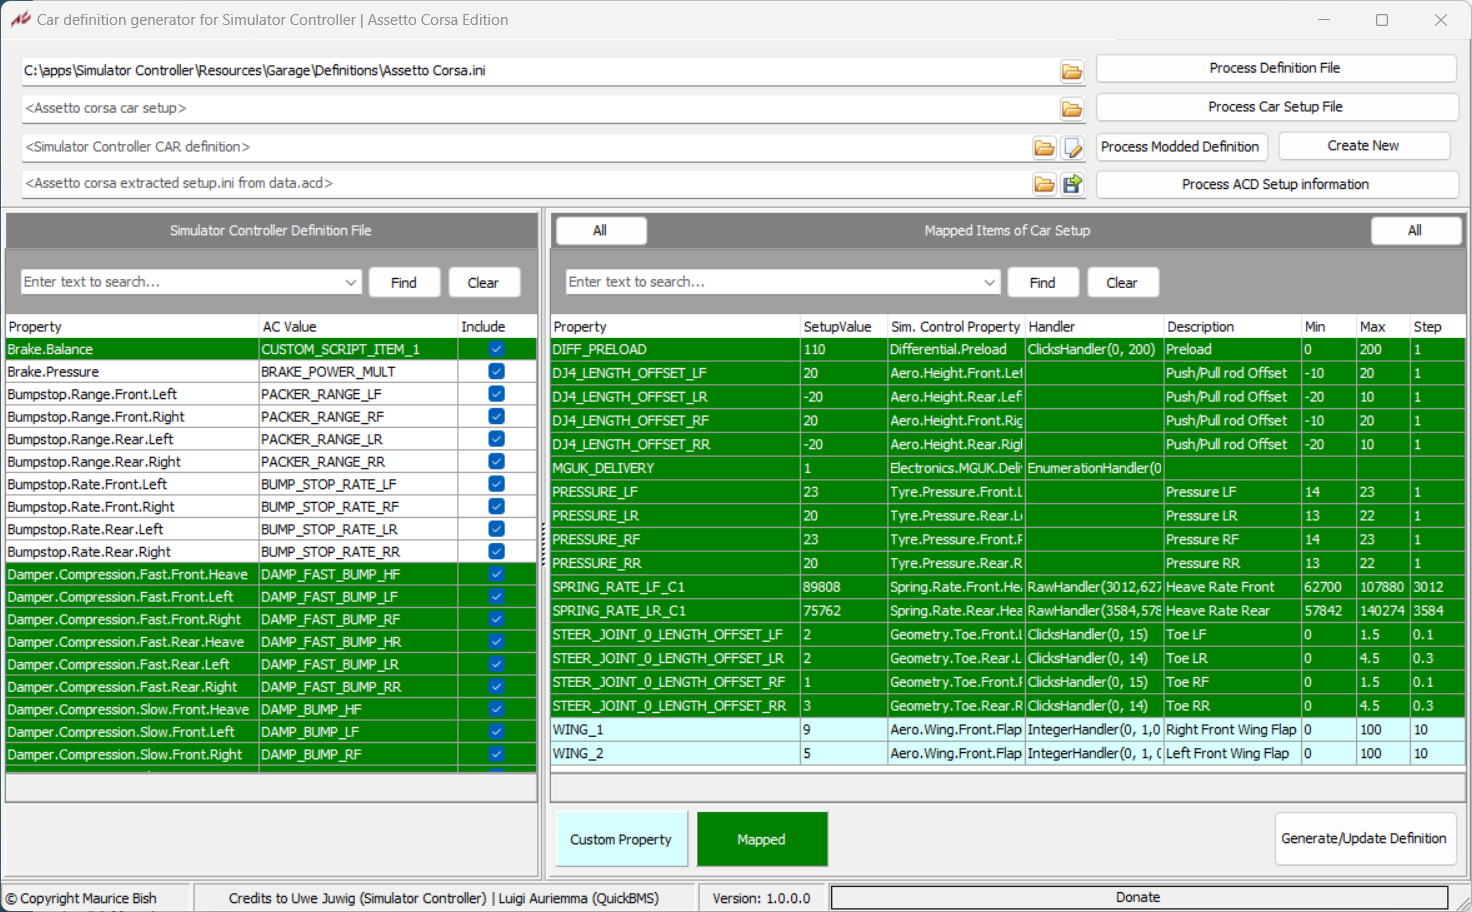 Car definition generator for Simulator Controller | Assetto Corsa Edition
C:\apps\Simulator Controller\Resources\Garage\Definitions\Assetto Corsa.ini
Process Definition File
<Assetto corsa car setup>
Process Car Setup File
<Simulator Controller CAR definition>
Process Modded Definition
Create New
<Assetto corsa extracted setup.ini from data.acd>
Process ACD Setup information
Simulator Controller Definition File
Enter text to search...
Find
Clear
Property AC Value Include
Brake.Balance CUSTOM_SCRIPT_ITEM_1
Brake.Pressure BRAKE_POWER_MULT
Bumpstop.Range.Front.Left PACKER_RANGE_LF
Bumpstop.Range.Front.Right PACKER_RANGE_RF
Bumpstop.Range.Rear.Left PACKER_RANGE_LR
Bumpstop.Range.Rear.Right PACKER_RANGE_RR
Bumpstop.Rate.Front.Left BUMP_STOP_RATE_LF
Bumpstop.Rate.Front.Right BUMP_STOP_RATE_RF
Bumpstop.Rate.Rear.Left BUMP_STOP_RATE_LR
Bumpstop.Rate.Rear.Right BUMP_STOP_RATE_RR
Damper.Compression.Fast.Front.Heave DAMP_FAST_BUMP_HF
Damper.Compression.Fast.Front.Left DAMP_FAST_BUMP_LF
Damper.Compression.Fast.Front.Right DAMP_FAST_BUMP_RF
Damper.Compression.Fast.Rear.Heave DAMP_FAST_BUMP_HR
Damper.Compression.Fast.Rear.Left DAMP_FAST_BUMP_LR
Damper.Compression.Fast.Rear.Right DAMP_FAST_BUMP_RR
Damper.Compression.Slow.Front.Heave DAMP_BUMP_HF
Damper.Compression.Slow.Front.Left DAMP_BUMP_LF
Damper.Compression.Slow.Front.Right DAMP_BUMP_RF
All
Mapped Items of Car Setup
All
Enter text to search...
Find
Clear
Property SetupValue Sim. Control Property Handler Description Min Max Step
DIFF_PRELOAD 110 Differential.Preload ClicksHandler(0, 200) Preload 0 200 1
DJ4_LENGTH_OFFSET_LF 20 Aero.Height.Front.Lef Push/Pull rod Offset -10 20 1
DJ4_LENGTH_OFFSET_LR -20 Aero.Height.Rear.Left Push/Pull rod Offset -20 10 1
DJ4_LENGTH_OFFSET_RF 20 Aero.Height.Front.Rig Push/Pull rod Offset -10 20 1
DJ4_LENGTH_OFFSET_RR -20 Aero.Height.Rear.Righ Push/Pull rod Offset -20 10 1
MGUK_DELIVERY 1 Electronics.MGUK.Deli EnumerationHandler(0
PRESSURE_LF 23 Tyre.Pressure.Front.L Pressure LF 14 23 1
PRESSURE_LR 20 Tyre.Pressure.Rear.L Pressure LR 13 22 1
PRESSURE_RF 23 Tyre.Pressure.Front.F Pressure RF 14 23 1
PRESSURE_RR 20 Tyre.Pressure.Rear.R Pressure RR 13 22 1
SPRING_RATE_LF_C1 89808 Spring.Rate.Front.Hea RawHandler(3012,627 Heave Rate Front 62700 107880 3012
SPRING_RATE_LR_C1 75762 Spring.Rate.Rear.Hea RawHandler(3584,578 Heave Rate Rear 57842 140274 3584
STEER_JOINT_0_LENGTH_OFFSET_LF 2 Geometry.Toe.Front.L ClicksHandler(0, 15) Toe LF 0 1.5 0.1
STEER_JOINT_0_LENGTH_OFFSET_LR 2 Geometry.Toe.Rear.L ClicksHandler(0, 14) Toe LR 0 4.5 0.3
STEER_JOINT_0_LENGTH_OFFSET_RF 1 Geometry.Toe.Front.F ClicksHandler(0, 15) Toe RF 0 1.5 0.1
STEER_JOINT_0_LENGTH_OFFSET_RR 3 Geometry.Toe.Rear.R ClicksHandler(0, 14) Toe RR 0 4.5 0.3
WING_1 9 Aero.Wing.Front.Flap IntegerHandler(0, 1,0 Right Front Wing Flap 0 100 10
WING_2 5 Aero.Wing.Front.Flap IntegerHandler(0, 1, 0 Left Front Wing Flap 0 100 10
Custom Property
Mapped
Generate/Update Definition
© Copyright Maurice Bish
Credits to Uwe Juwig (Simulator Controller) | Luigi Auriemma (QuickBMS)
Version: 1.0.0.0
Donate